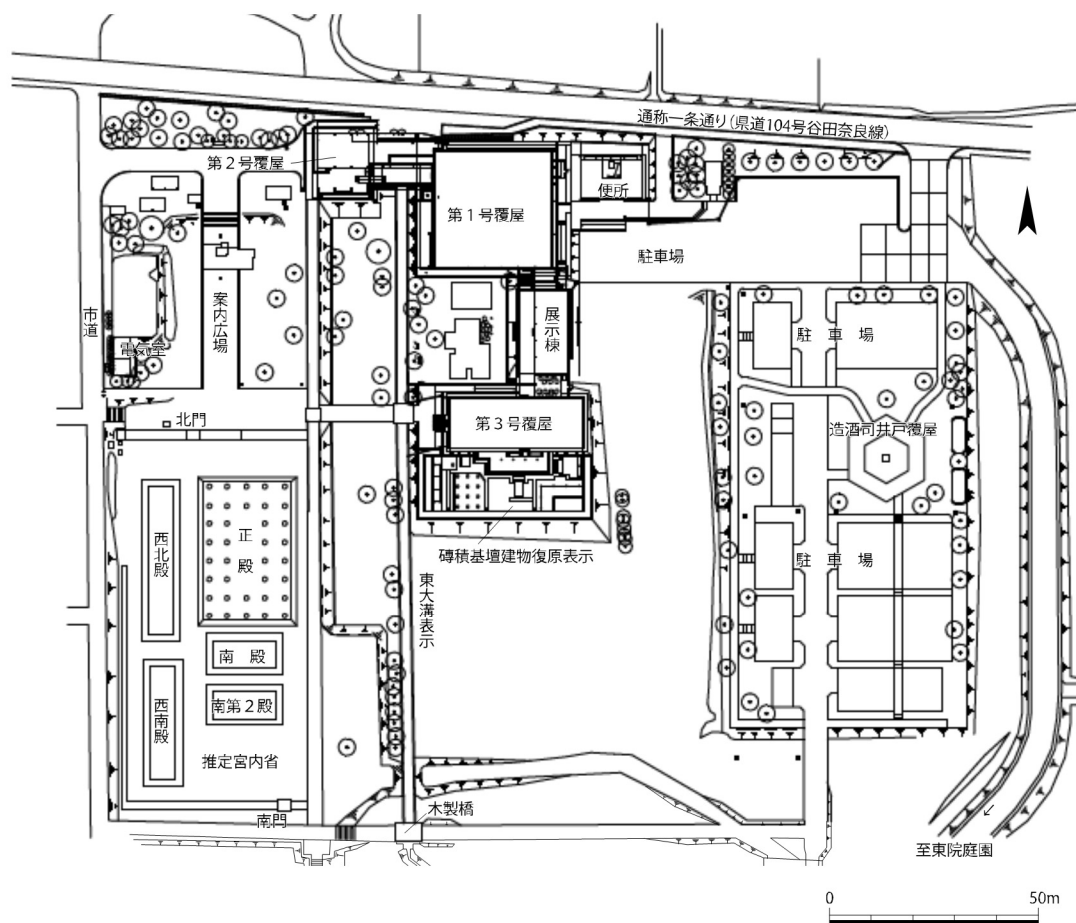 通称一条通り（県道104号谷田奈良線）
第２号覆屋
便所
第１号覆屋
駐車場
案内広場
市道
展示棟
駐　車　場
電気室
北門
第３号覆屋
造酒司井戸覆屋
西北殿
正殿
磚積基壇建物復原表示
駐　車　場
東大溝表示
南　殿
西南殿
南第２殿
推定宮内省
木製橋
南門
至東院庭園
0
50m